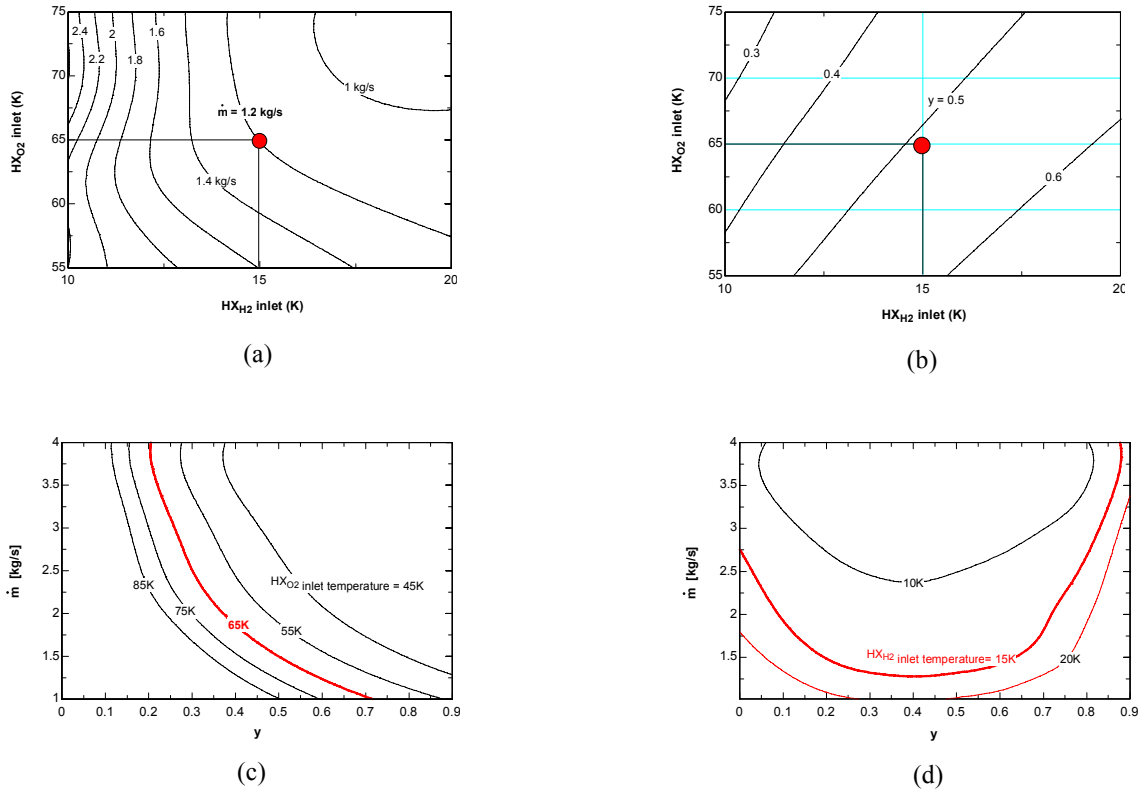 75
70
65
60
55
10
15
20
HXO2 inlet (K)
HXH2 inlet (K)
2.4
2.2
2
1.8
1.6
ṁ = 1.2 kg/s
1 kg/s
1.4 kg/s
(a)
75
70
65
60
55
10
15
20
HXO2 inlet (K)
HXH2 inlet (K)
0.3
0.4
y = 0.5
0.6
(b)
4
3.5
3
2.5
2
1.5
1
0 0.1 0.2 0.3 0.4 0.5 0.6 0.7 0.8 0.9
ṁ [kg/s]
y
85K
75K
65K
55K
HXO2 inlet temperature = 45K
(c)
4
3.5
3
2.5
2
1.5
0 0.1 0.2 0.3 0.4 0.5 0.6 0.7 0.8 0.9
ṁ [kg/s]
y
10K
HXH2 inlet temperature= 15K
20K
(d)